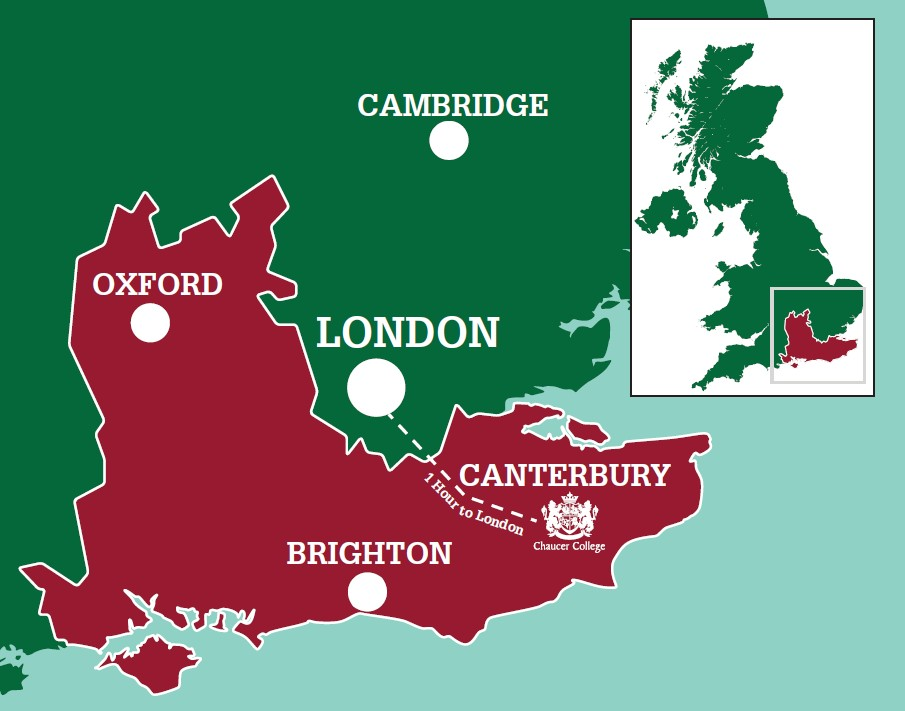 CAMBRIDGE
OXFORD
LONDON
CANTERBURY
1 Hour to London
Chaucer College
BRIGHTON